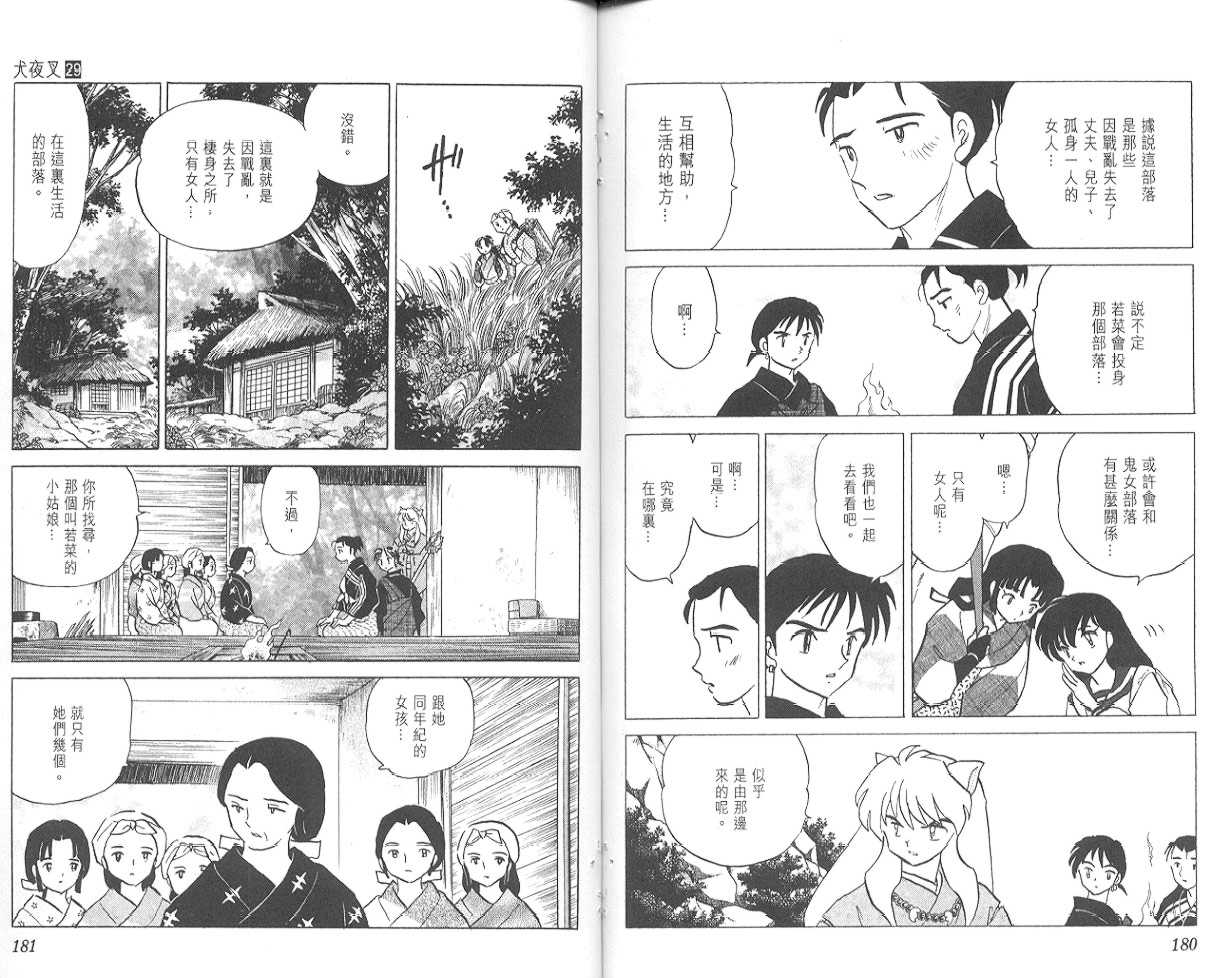 據說這部落
是那些
因戰亂失去了
丈夫、兒子、
孤身一人的
女人…
互相幫助，
生活的地方…
說不定
若菜會投身
那個部落…
啊…
或許會和
鬼女部落
有甚麼關係…
嗯…
只有
女人呢…
我們也一起
去看看吧。
啊…
可是…
究竟
在哪裏…
似乎
是由那邊
來的呢。
180
犬夜叉 29
ガサ…
沒錯。
這裏就是
因戰亂，
失去了
棲身之所，
只有女人…
在這裏生活
的部落。
不過，
你所找尋，
那個叫若菜的
小姑娘…
跟她
同年紀的
女孩…
就只有
她們幾個。
181